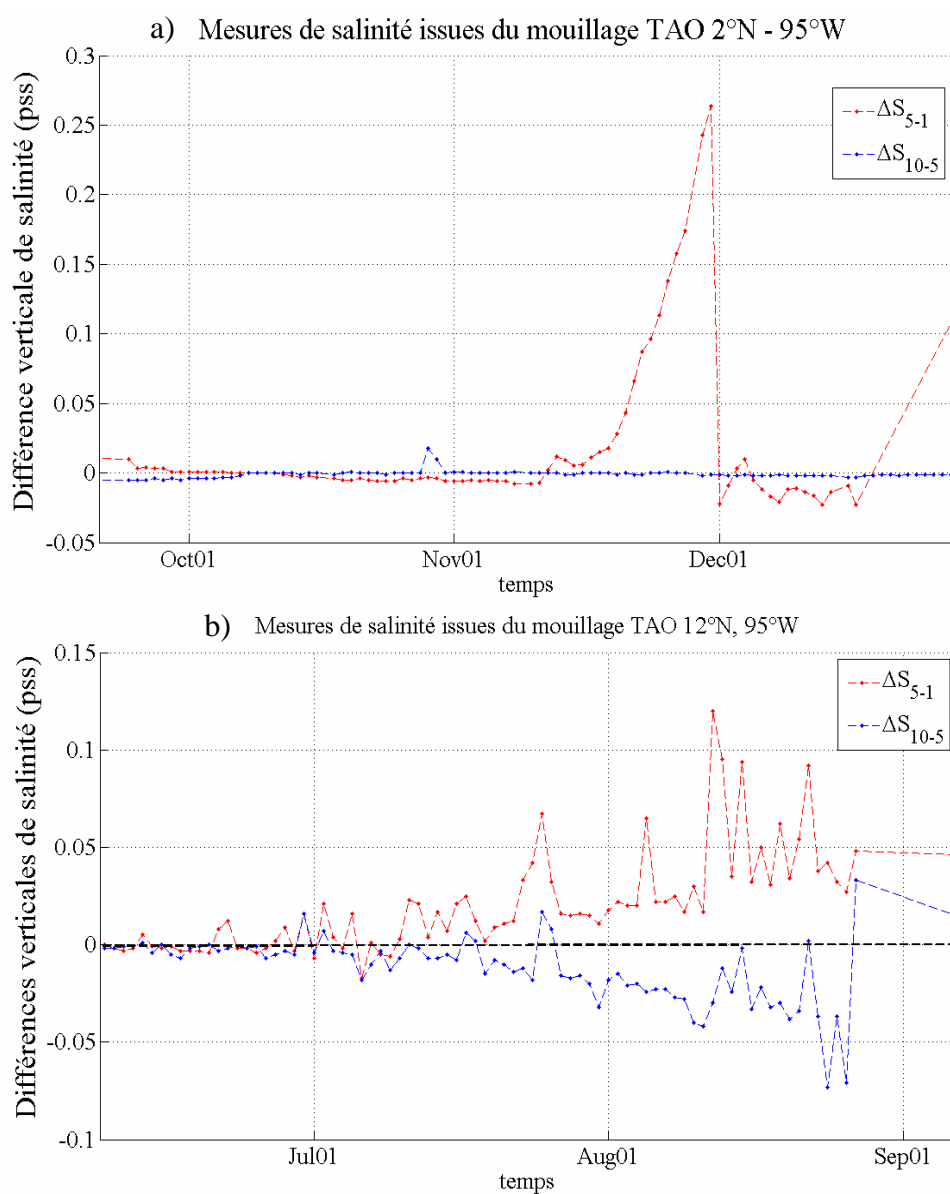 a) Mesures de salinité issues du mouillage TAO 2°N - 95°W
Différence verticale de salinité (pss)
0.3
0.25
0.2
0.15
0.1
0.05
0
-0.05
ΔS5-1
ΔS10-5
Oct01 Nov01 Dec01
temps
b) Mesures de salinité issues du mouillage TAO 12°N, 95°W
Différences verticales de salinité (pss)
0.15
0.1
0.05
0
-0.05
-0.1
ΔS5-1
ΔS10-5
Jul01 Aug01 Sep01
temps